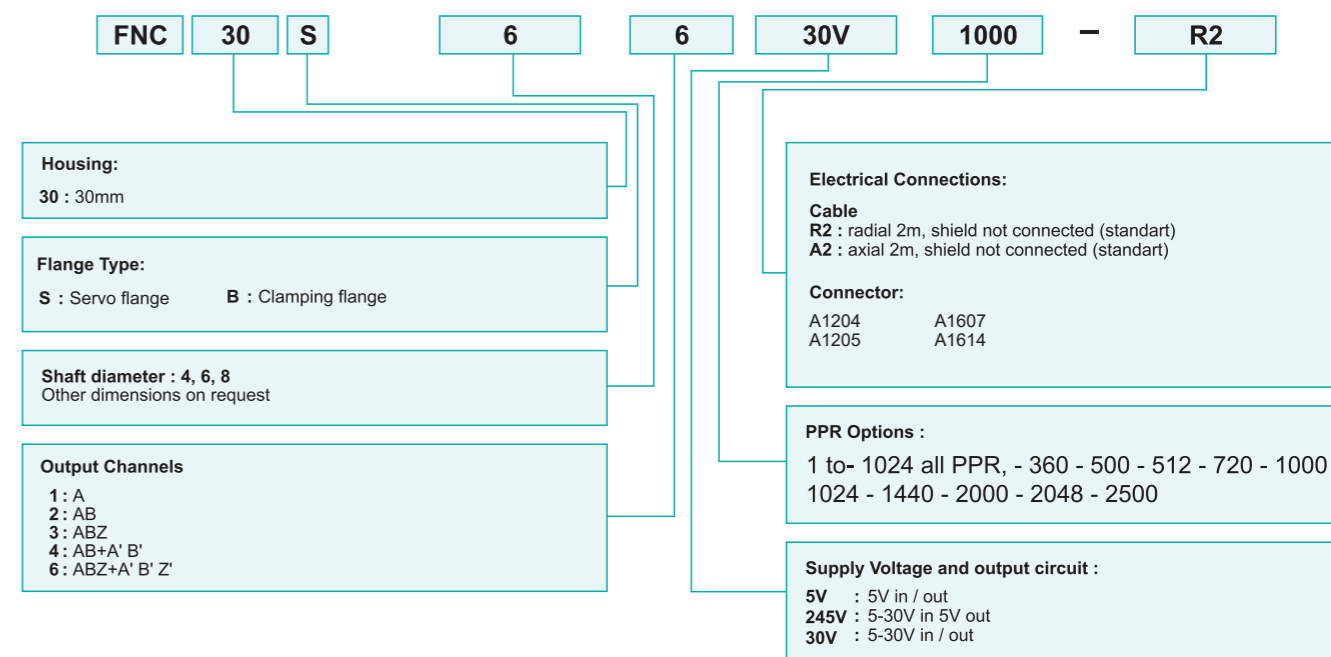 FNC 30 S 6 6 30V 1000 – R2
Housing:
30 : 30mm
Flange Type:
S : Servo flange B : Clamping flange
Shaft diameter : 4, 6, 8
Other dimensions on request
Output Channels
1 : A
2 : AB
3 : ABZ
4 : AB+A' B'
6 : ABZ+A' B' Z'
Electrical Connections:
Cable
R2 : radial 2m, shield not connected (standart)
A2 : axial 2m, shield not connected (standart)
Connector:
A1204 A1607
A1205 A1614
PPR Options :
1 to- 1024 all PPR, - 360 - 500 - 512 - 720 - 1000
1024 - 1440 - 2000 - 2048 - 2500
Supply Voltage and output circuit :
5V : 5V in / out
245V : 5-30V in 5V out
30V : 5-30V in / out